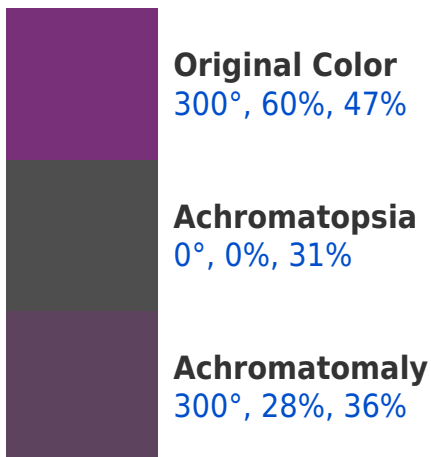 Original Color
300°, 60%, 47%
Achromatopsia
0°, 0%, 31%
Achromatomaly
300°, 28%, 36%